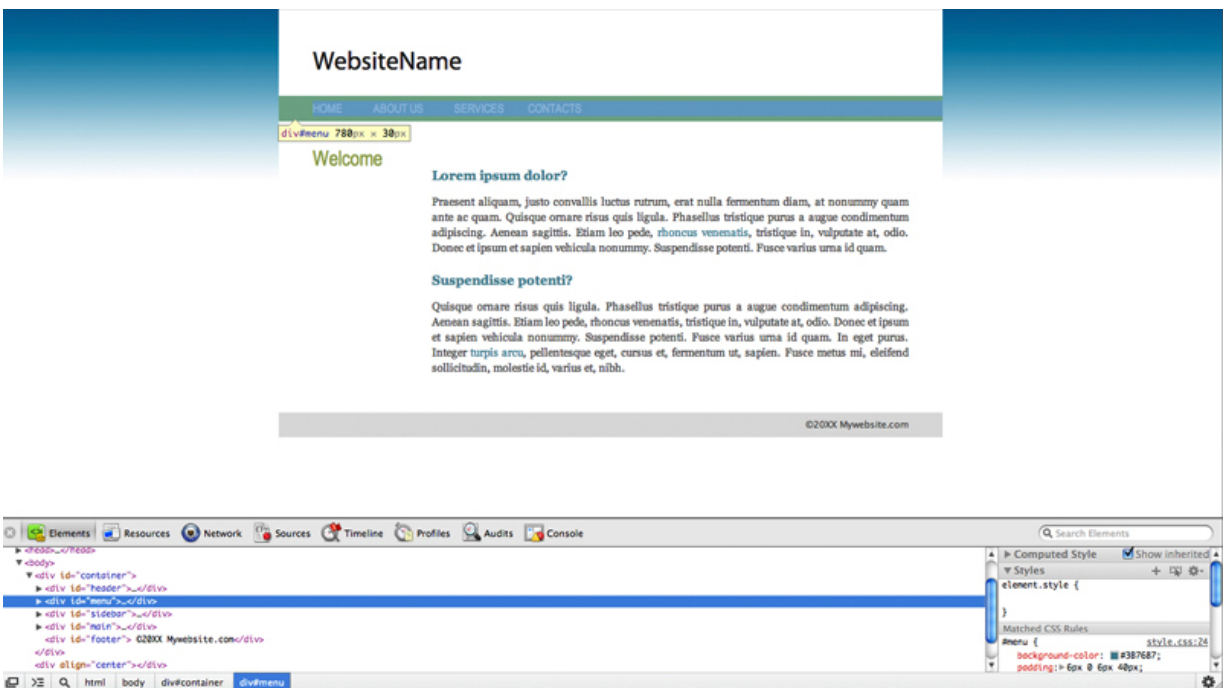 WebsiteName
HOME ABOUT US SERVICES CONTACTS
div#menu 780px × 30px
Welcome
Lorem ipsum dolor?
Praesent aliquam, justo convallis luctus rutrum, erat nulla fermentum diam, at nonummy quam
ante ac quam. Quisque ornare risus quis ligula. Phasellus tristique purus a augue condimentum
adipiscing. Aenean sagittis. Etiam leo pede, rhoncus venenatis, tristique in, vulputate at, odio.
Donec et ipsum et sapien vehicula nonummy. Suspendisse potenti. Fusce varius urna id quam.
Suspendisse potenti?
Quisque ornare risus quis ligula. Phasellus tristique purus a augue condimentum adipiscing.
Aenean sagittis. Etiam leo pede, rhoncus venenatis, tristique in, vulputate at, odio. Donec et ipsum
et sapien vehicula nonummy. Suspendisse potenti. Fusce varius urna id quam. In eget purus.
Integer turpis arcu, pellentesque eget, cursus et, fermentum ut, sapien. Fusce metus mi, eleifend
sollicitudin, molestie id, varius et, nibh.
©20XX Mywebsite.com
Elements Resources Network Sources Timeline Profiles Audits Console Search Elements
<head>…</head>
<body>
<div id="container">
<div id="header">…</div>
<div id="menu">…</div>
<div id="sidebar">…</div>
<div id="main">…</div>
<div id="footer"> ©20XX Mywebsite.com</div>
</div>
<div align="center"></div>
Computed Style Show inherited
Styles
element.style {
}
Matched CSS Rules
#menu { style.css:24
background-color: #3B7687;
padding: 6px 0 6px 40px;
html body div#container div#menu